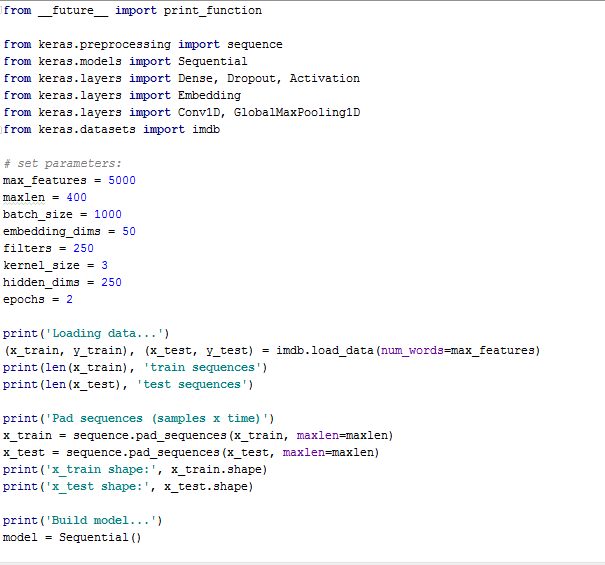 from __future__ import print_function
from keras.preprocessing import sequence
from keras.models import Sequential
from keras.layers import Dense, Dropout, Activation
from keras.layers import Embedding
from keras.layers import Conv1D, GlobalMaxPooling1D
from keras.datasets import imdb
# set parameters:
max_features = 5000
maxlen = 400
batch_size = 1000
embedding_dims = 50
filters = 250
kernel_size = 3
hidden_dims = 250
epochs = 2
print('Loading data...')
(x_train, y_train), (x_test, y_test) = imdb.load_data(num_words=max_features)
print(len(x_train), 'train sequences')
print(len(x_test), 'test sequences')
print('Pad sequences (samples x time)')
x_train = sequence.pad_sequences(x_train, maxlen=maxlen)
x_test = sequence.pad_sequences(x_test, maxlen=maxlen)
print('x_train shape:', x_train.shape)
print('x_test shape:', x_test.shape)
print('Build model...')
model = Sequential()